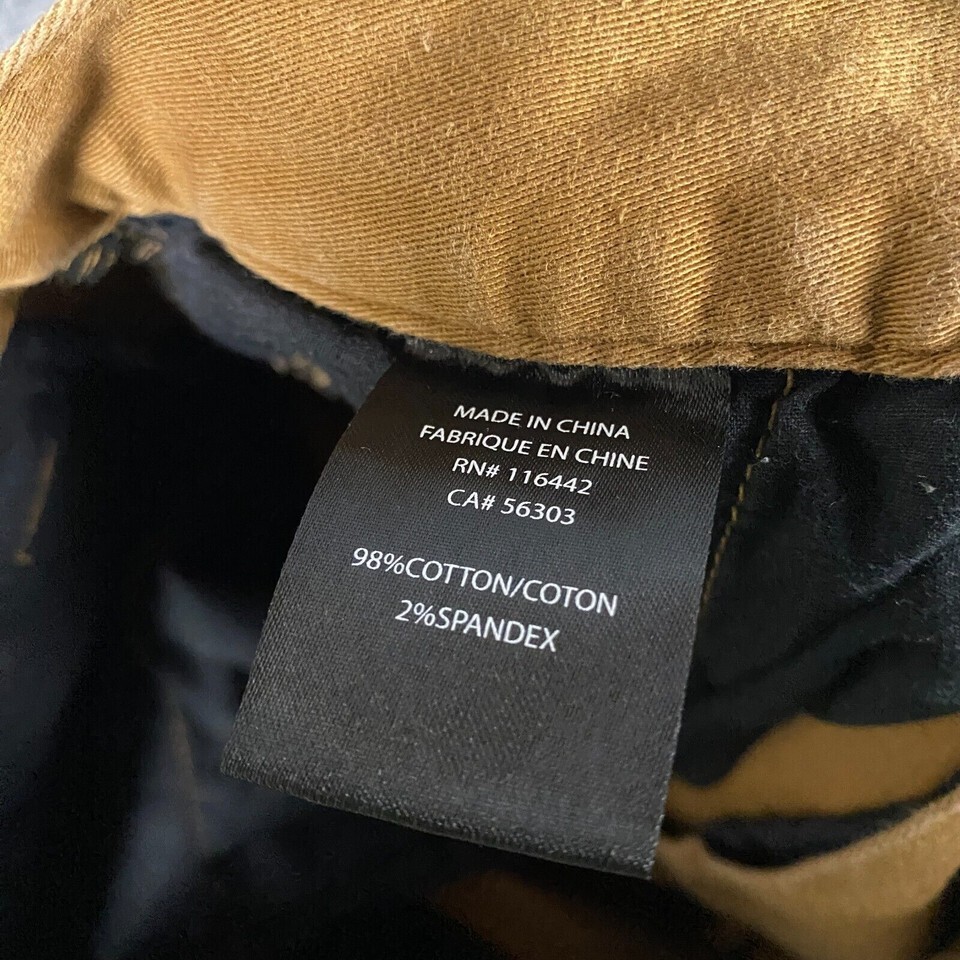 MADE IN CHINA
FABRIQUE EN CHINE
RN# 116442
CA# 56303
98%COTTON/COTON
2%SPANDEX